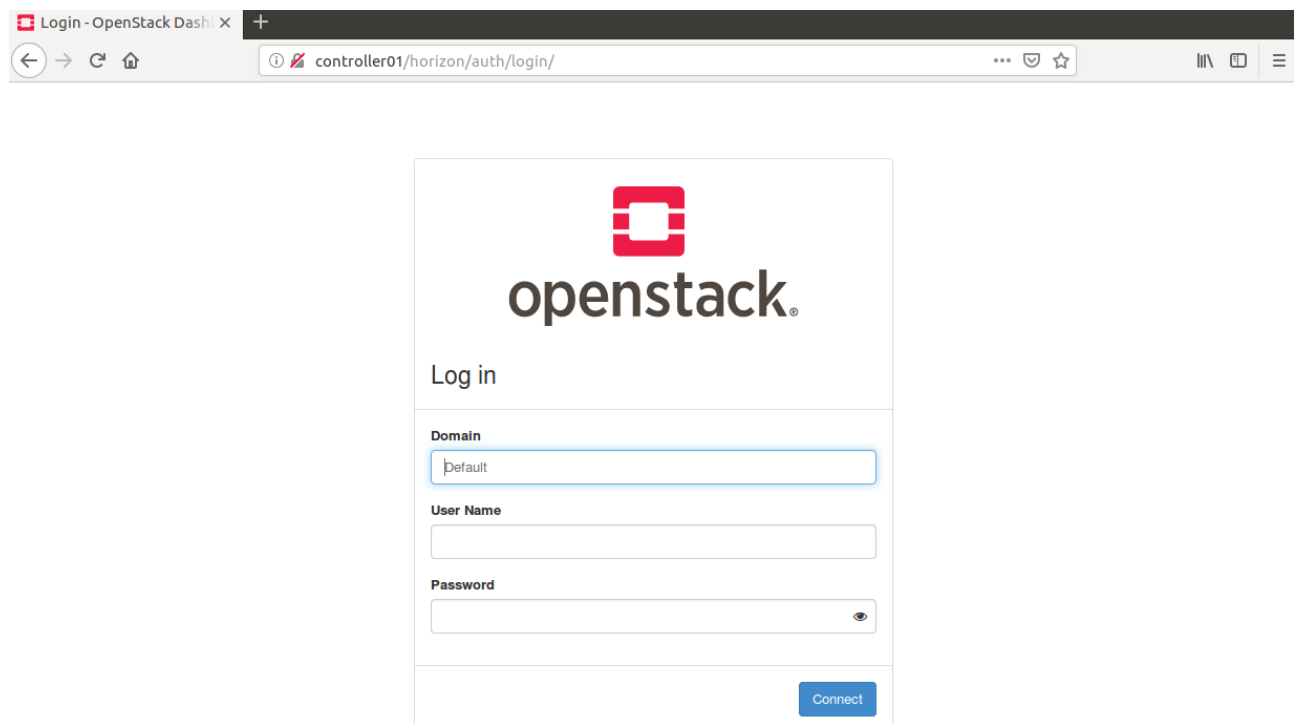 Login - OpenStack Dash
controller01/horizon/auth/login/
openstack.
Log in
Domain
Default
User Name
Password
Connect